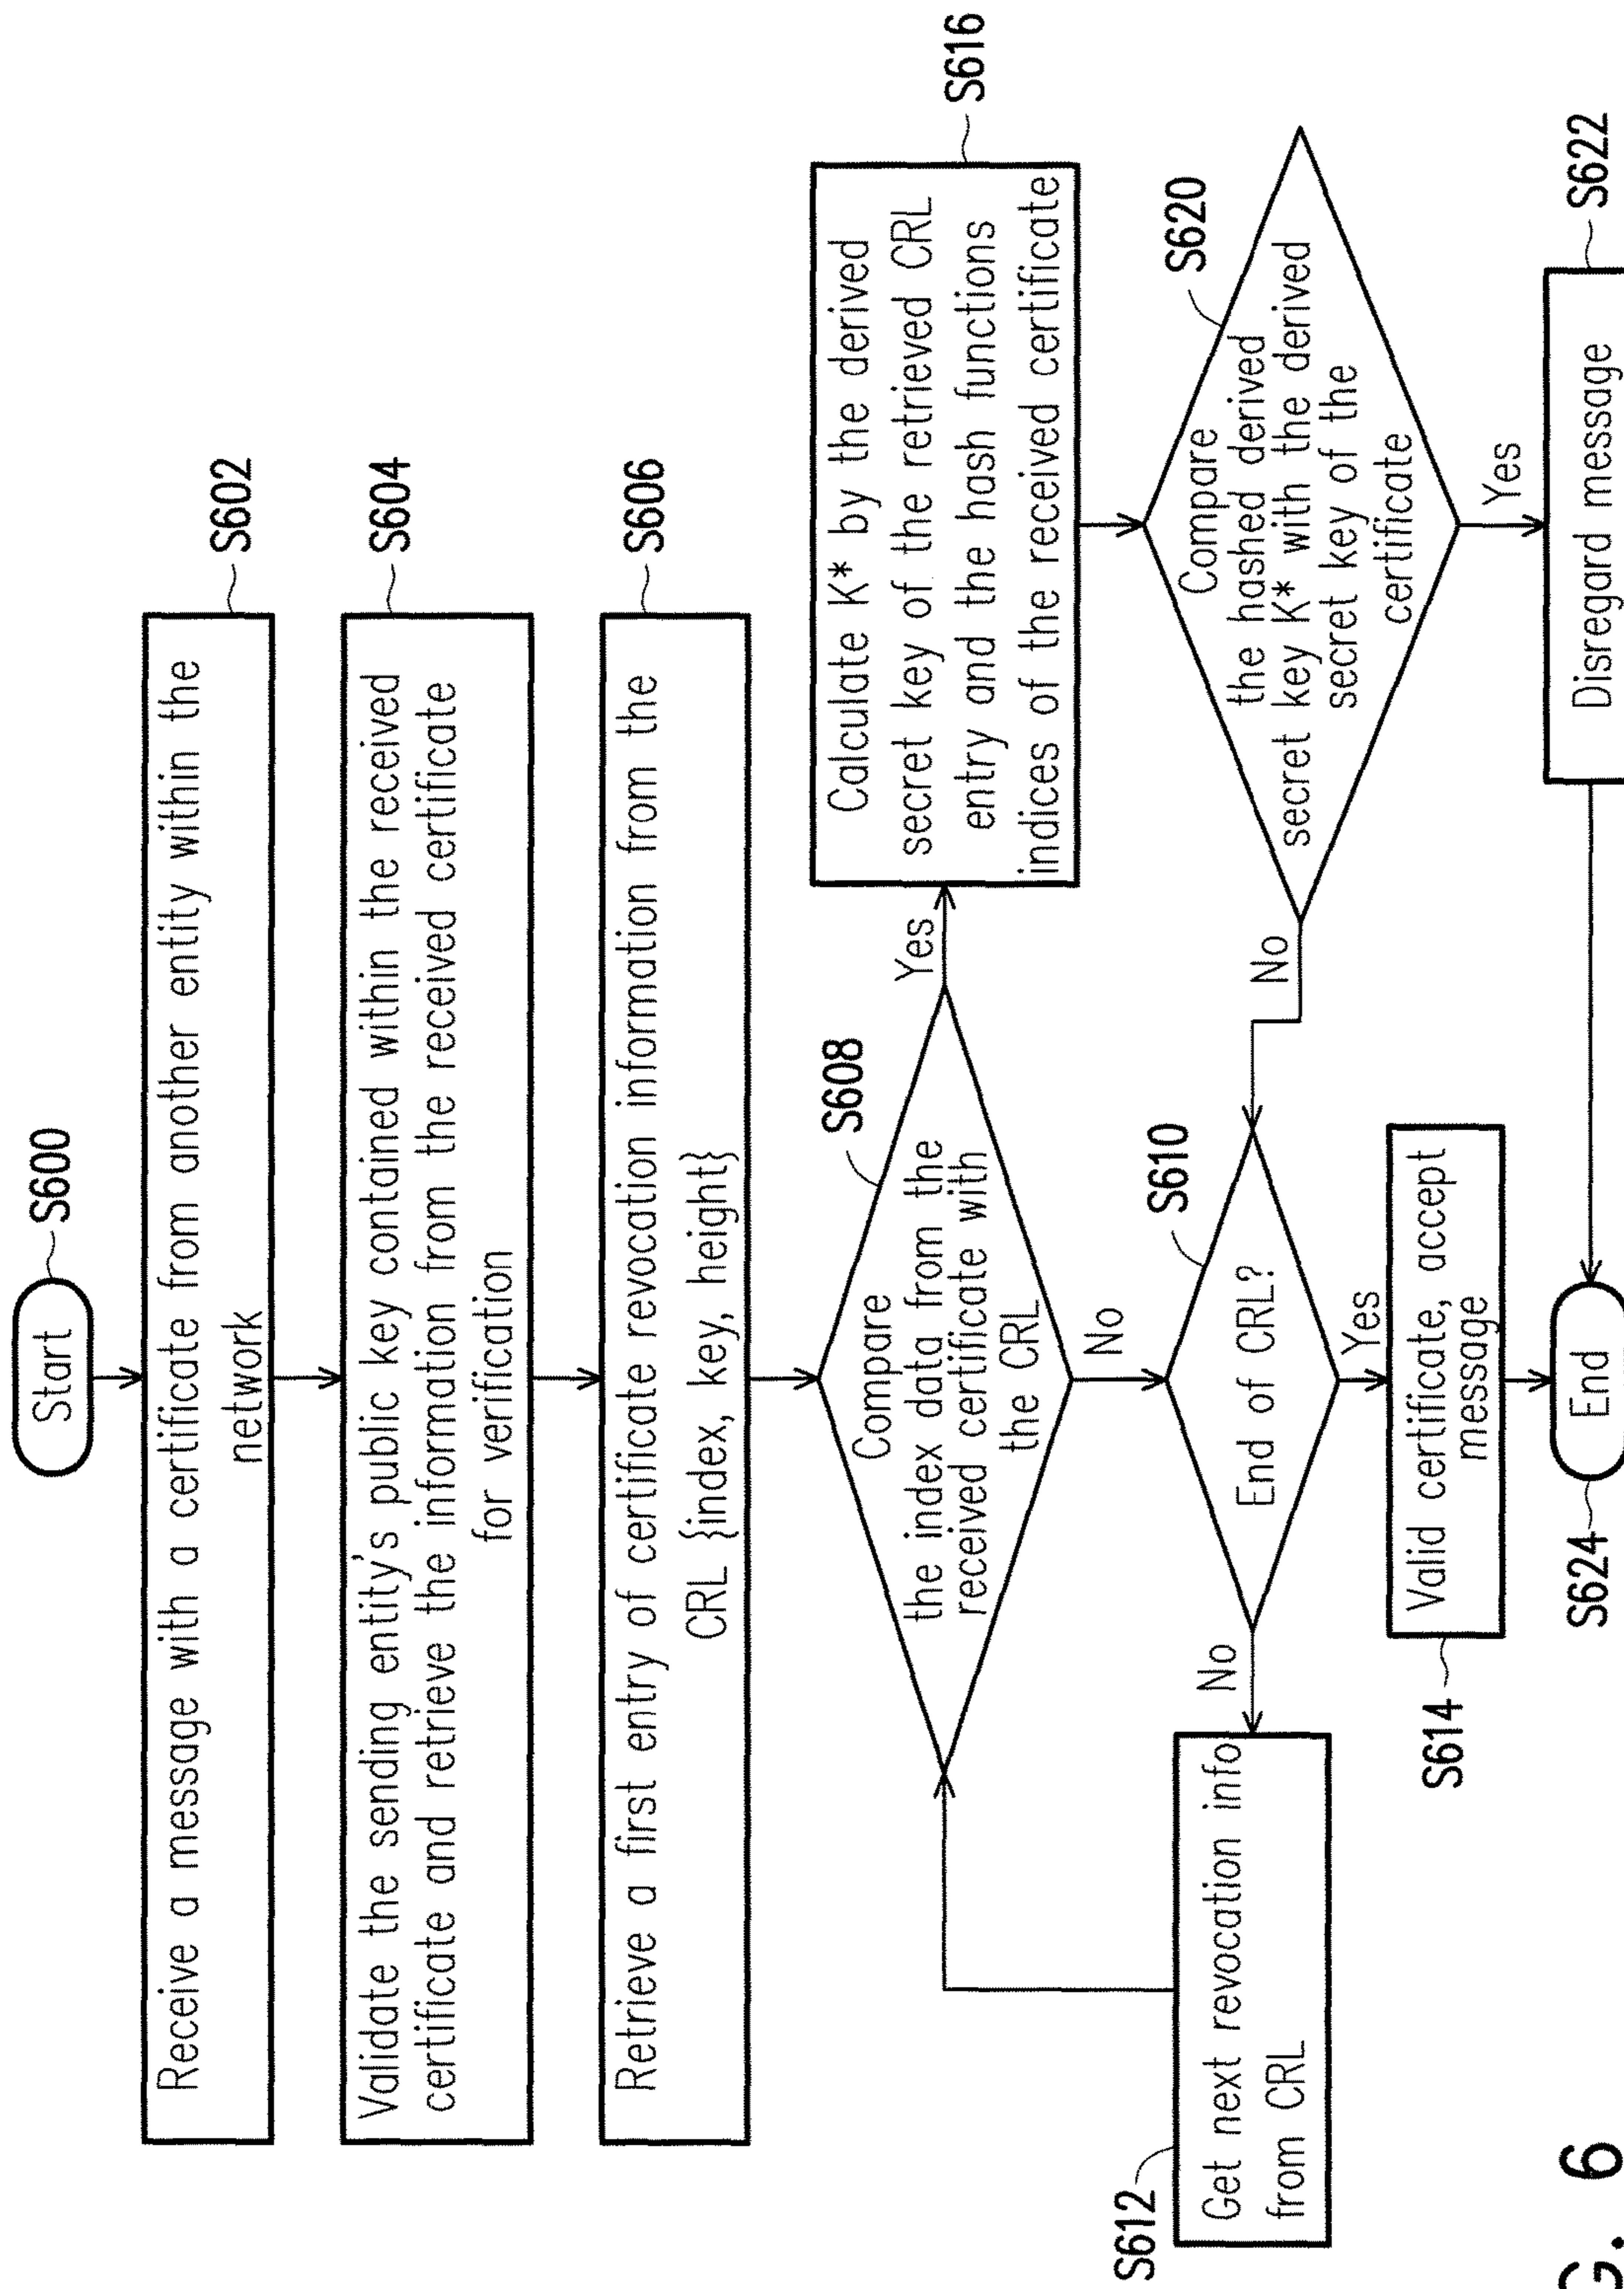 Start
S600
Receive a message with a certificate from another entity within the
network
S602
Validate the sending entity's public key contained within the received
certificate and retrieve the information from the received certificate
for verification
S604
Retrieve a first entry of certificate revocation information from the
CRL {index, key, height}
S606
Compare
the index data from the
received certificate with
the CRL
S608
Yes
No
Calculate K* by the derived
secret key of the retrieved CRL
entry and the hash functions
indices of the received certificate
S616
End of CRL?
S610
No
Yes
Compare
the hashed derived
secret key K* with the derived
secret key of the
certificate
S620
No
Yes
Get next revocation info
from CRL
S612
Valid certificate, accept
message
S614
Disregard message
S622
End
S624
G. 6